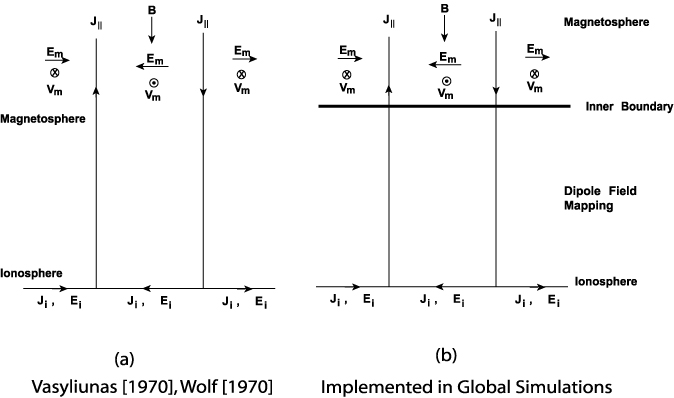 J||
B
J||
Em
Em
Em
Vm
Vm
Vm
Magnetosphere
Ionosphere
Ji , Ei
Ji , Ei
Ji , Ei
(a)
Vasyliunas [1970], Wolf [1970]
J||
B
J||
Magnetosphere
Em
Em
Em
Vm
Vm
Vm
Inner Boundary
Dipole Field
Mapping
Ionosphere
Ji , Ei
Ji , Ei
Ji , Ei
(b)
Implemented in Global Simulations